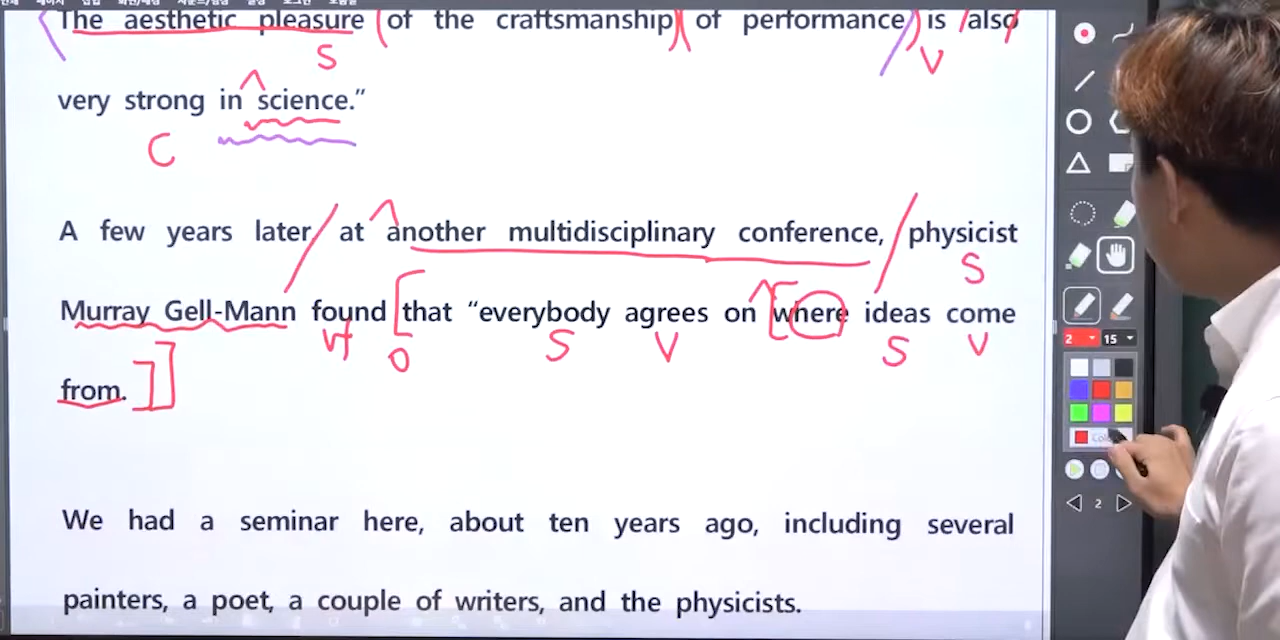 The aesthetic pleasure of the craftsmanship of performance is also
S
V
very strong in science.”
C
A few years later at another multidisciplinary conference, physicist
S
Murray Gell-Mann found that “everybody agrees on where ideas come
vt O S V S V
from.
2 15
We had a seminar here, about ten years ago, including several
2
painters, a poet, a couple of writers, and the physicists.